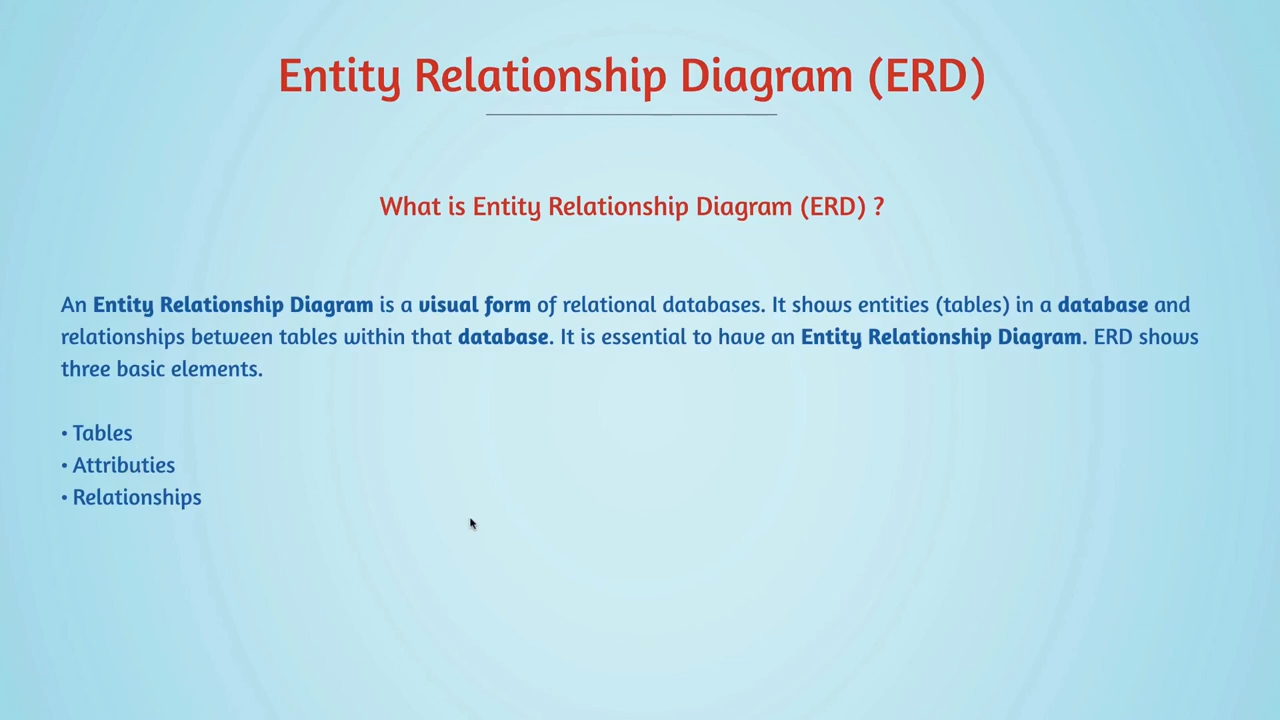 Entity Relationship Diagram (ERD)
What is Entity Relationship Diagram (ERD) ?
An Entity Relationship Diagram is a visual form of relational databases. It shows entities (tables) in a database and
relationships between tables within that database. It is essential to have an Entity Relationship Diagram. ERD shows
three basic elements.
• Tables
• Attributies
• Relationships